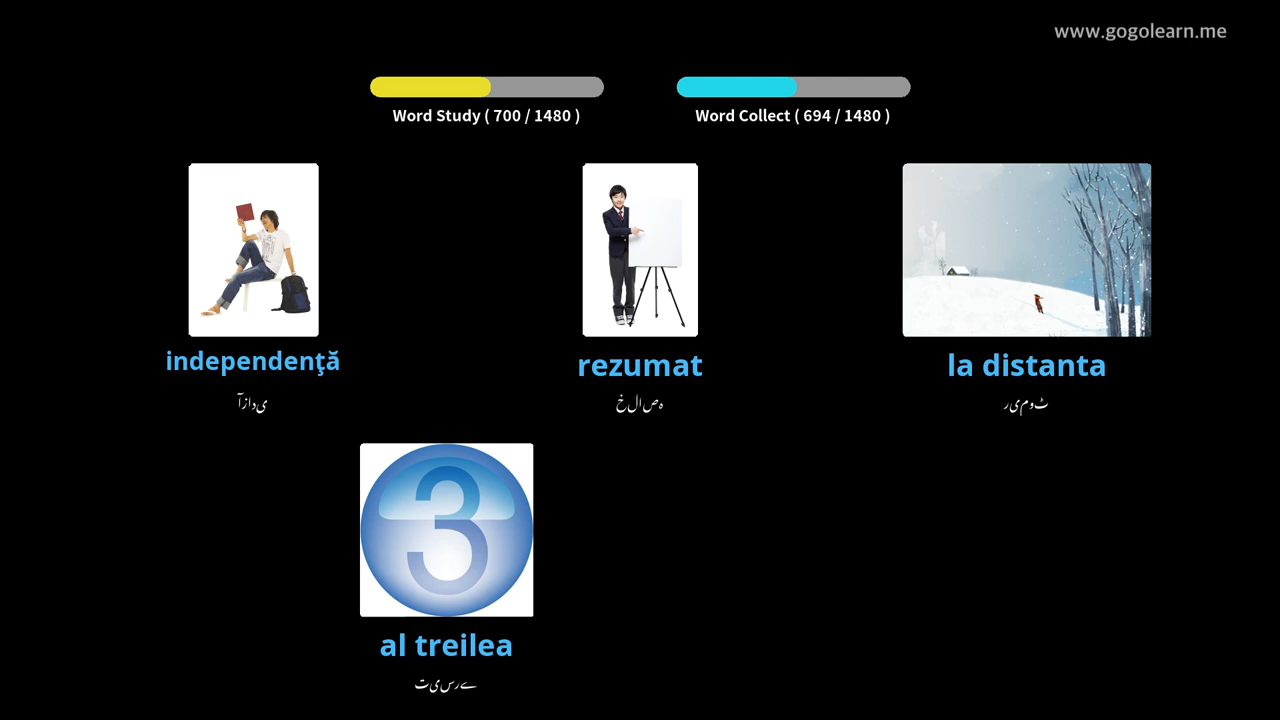 www.gogolearn.me
Word Study ( 700 / 1480 )
Word Collect ( 694 / 1480 )
independenţă
rezumat
la distanta
آزادی
خلاصہ
ریموٹ
3
al treilea
تیسرے